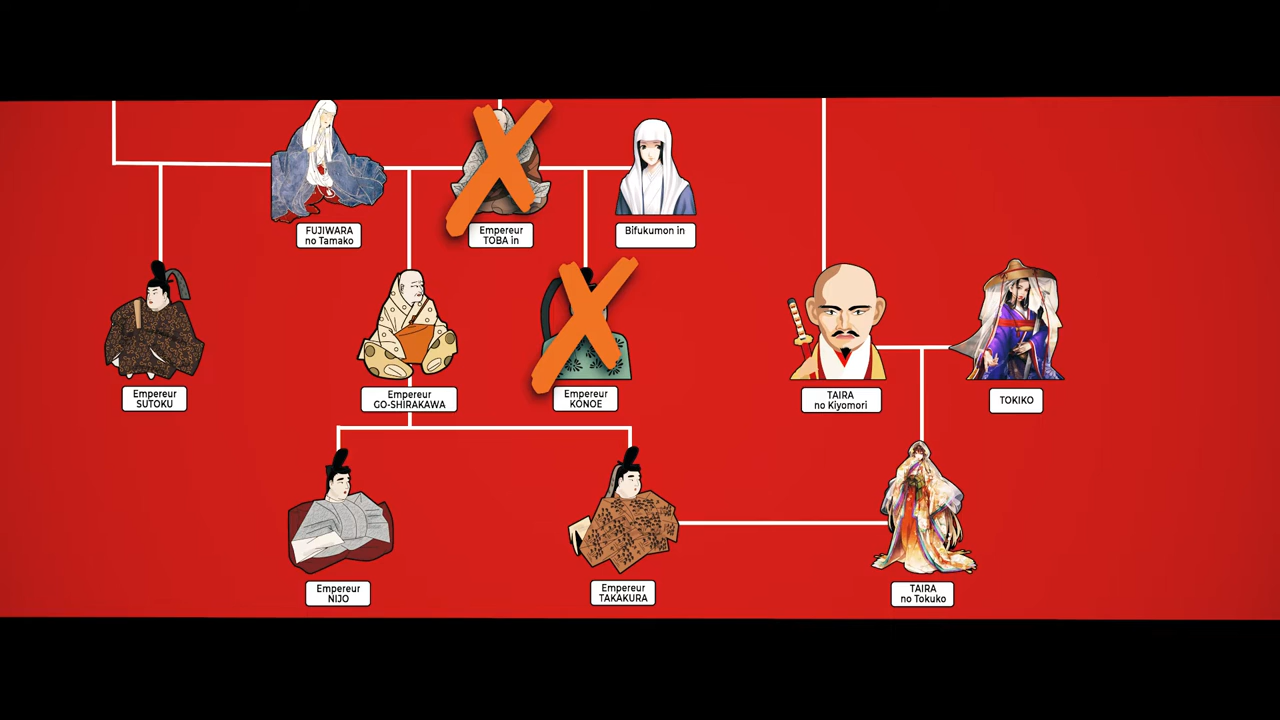 FUJIWARA
no Tamako
Empereur
TOBA in
Bifukumon in
Empereur
SUTOKU
Empereur
GO-SHIRAKAWA
Empereur
KONOE
TAIRA
no Kiyomori
TOKIKO
Empereur
NIJO
Empereur
TAKAKURA
TAIRA
no Tokuko